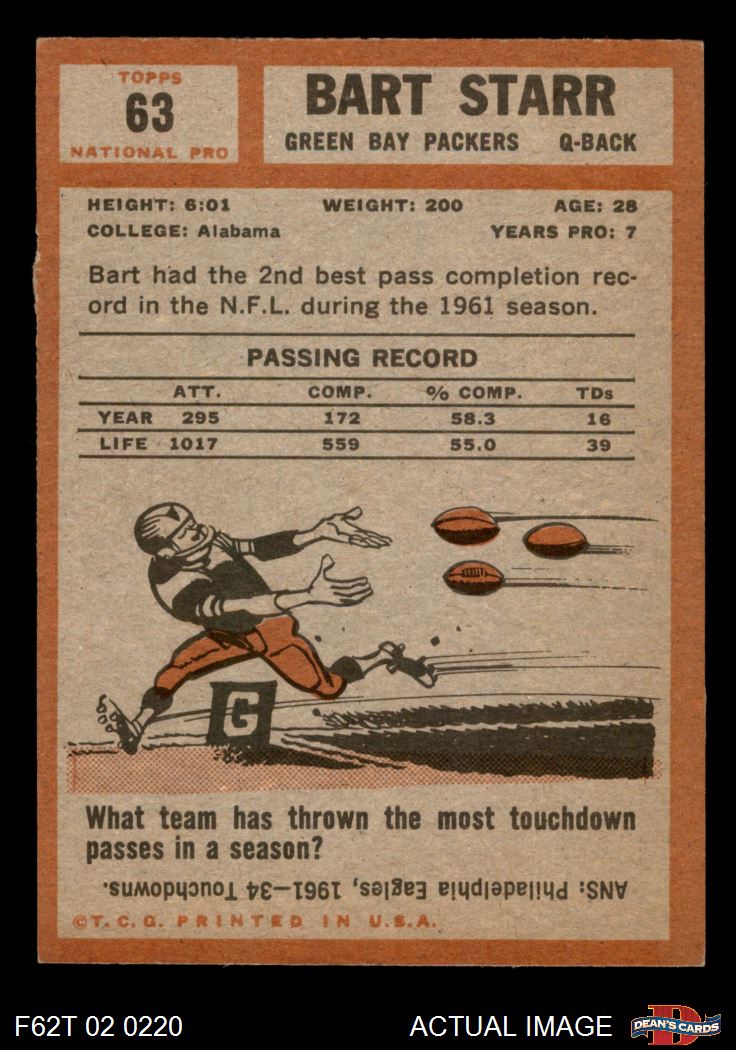 TOPPS
63
NATIONAL PRO
BART STARR
GREEN BAY PACKERS Q-BACK
HEIGHT: 6:01 WEIGHT: 200 AGE: 28
COLLEGE: Alabama YEARS PRO: 7
Bart had the 2nd best pass completion rec-
ord in the N.F.L. during the 1961 season.
PASSING RECORD
ATT. COMP. % COMP. TDs
YEAR 295 172 58.3 16
LIFE 1017 559 55.0 39
G
What team has thrown the most touchdown
passes in a season?
ANS: Philadelphia Eagles, 1961—34 Touchdowns.
©T.C.G. PRINTED IN U.S.A.
F62T 02 0220 ACTUAL IMAGE
D
DEAN'S CARDS